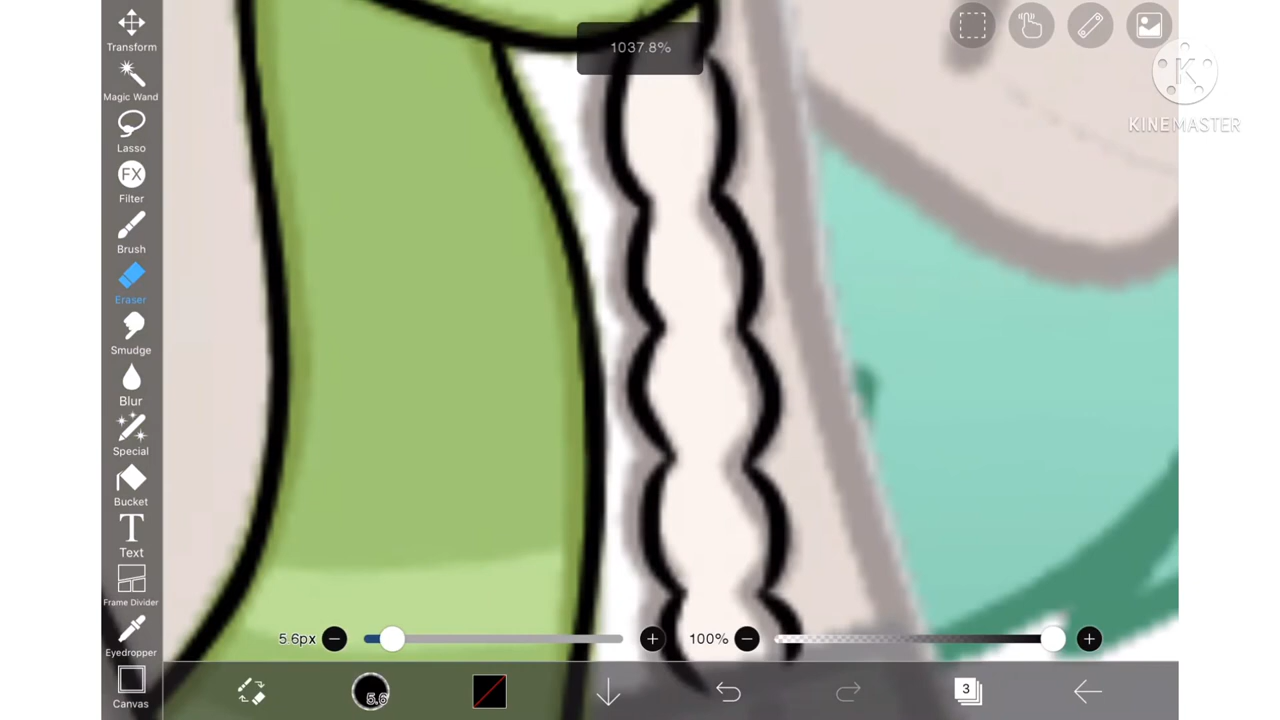 1037.8%
Transform
Magic Wand
Lasso
FX
Filter
Brush
Eraser
Smudge
Blur
Special
Bucket
T
Text
Frame Divider
Eyedropper
Canvas
K
KINEMASTER
5.6px
100%
5.6
3